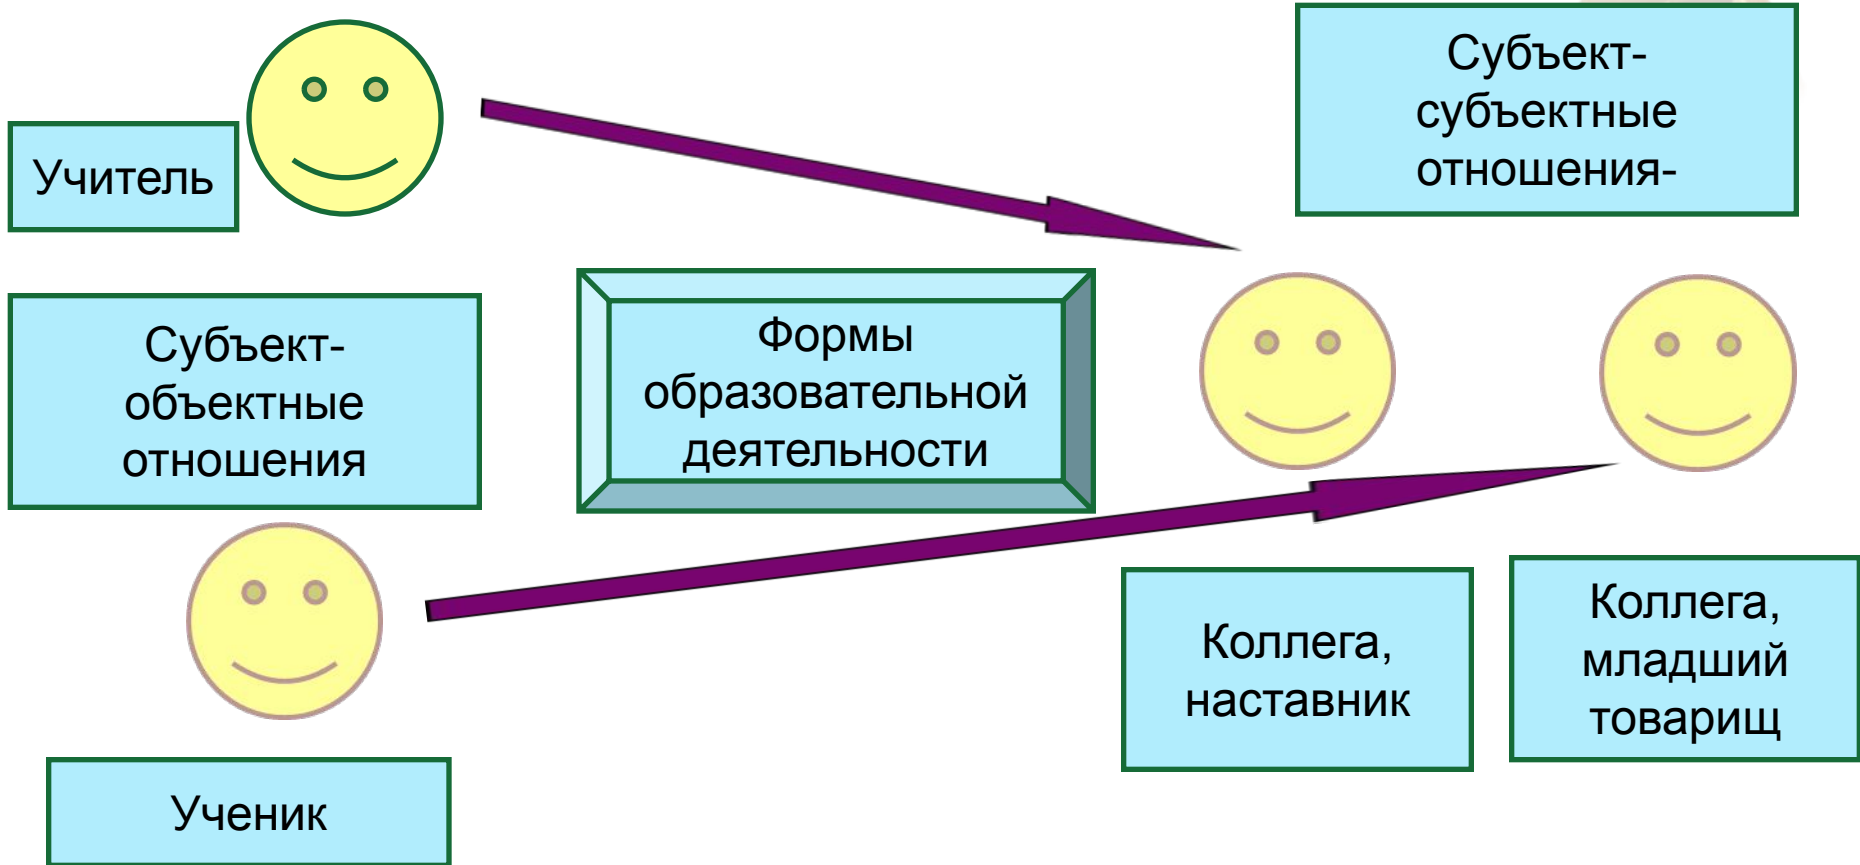 Учитель
Субъект-
объектные
отношения
Ученик
Формы
образовательной
деятельности
Субъект-
субъектные
отношения-
Коллега,
наставник
Коллега,
младший
товарищ